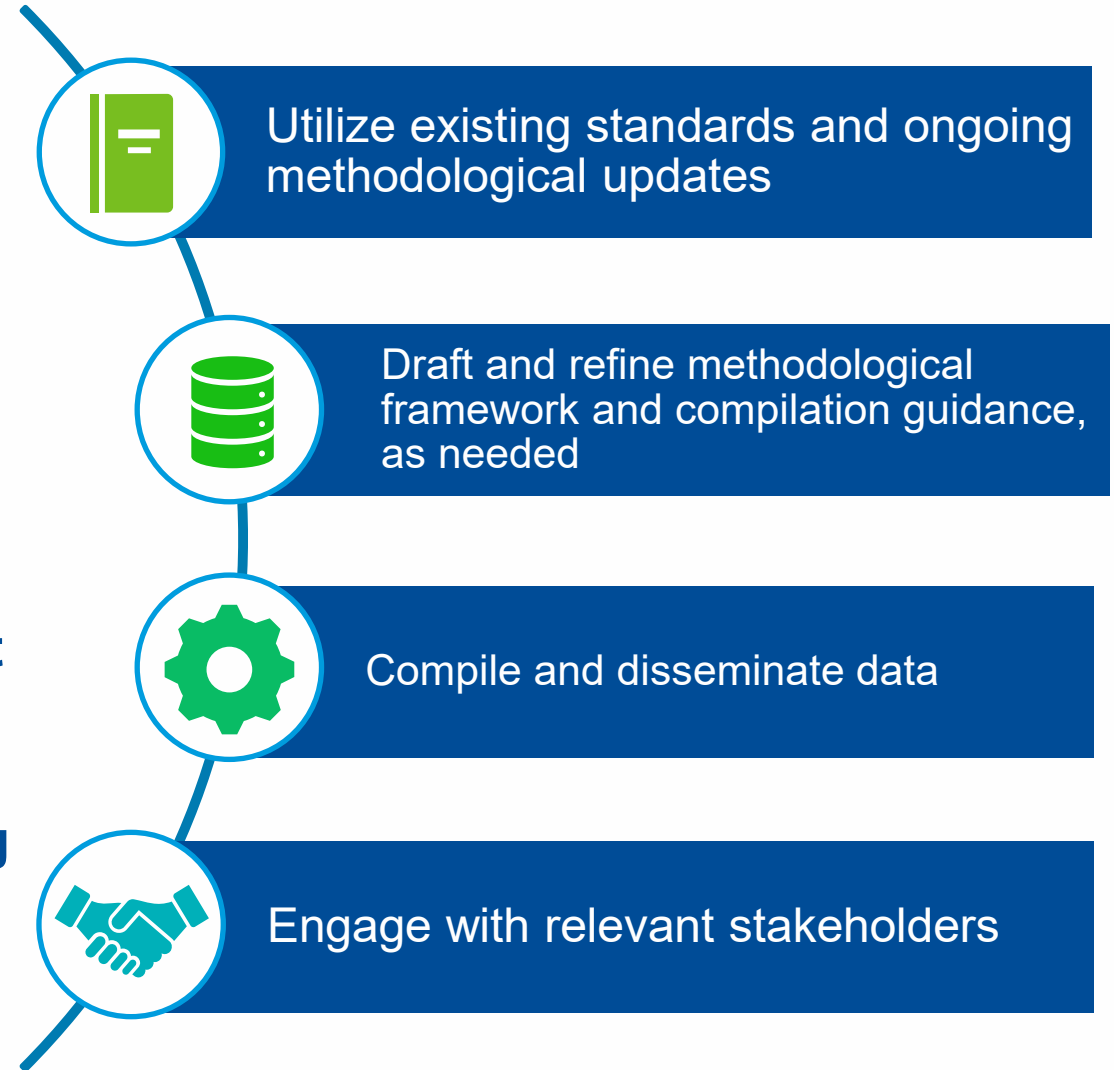 Utilize existing standards and ongoing
methodological updates
Draft and refine methodological
framework and compilation guidance,
as needed
Compile and disseminate data
Engage with relevant stakeholders